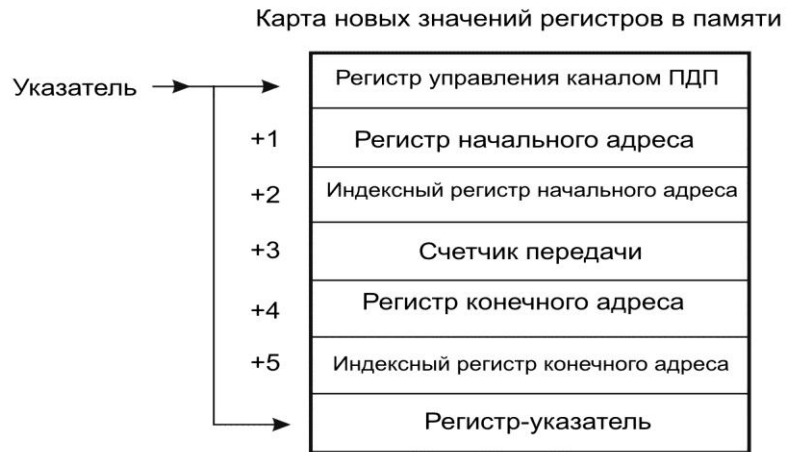 Карта новых значений регистров в памяти
Указатель
Регистр управления каналом ПДП
+1 Регистр начального адреса
+2 Индексный регистр начального адреса
+3 Счетчик передачи
+4 Регистр конечного адреса
+5 Индексный регистр конечного адреса
Регистр-указатель